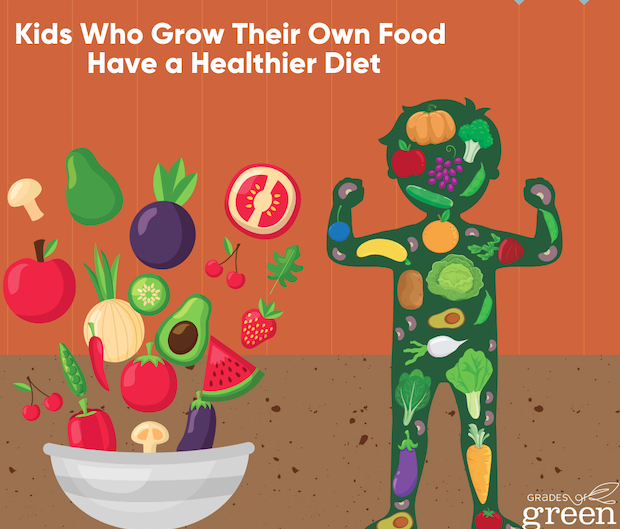 Kids Who Grow Their Own Food
Have a Healthier Diet
GRADES OF
green